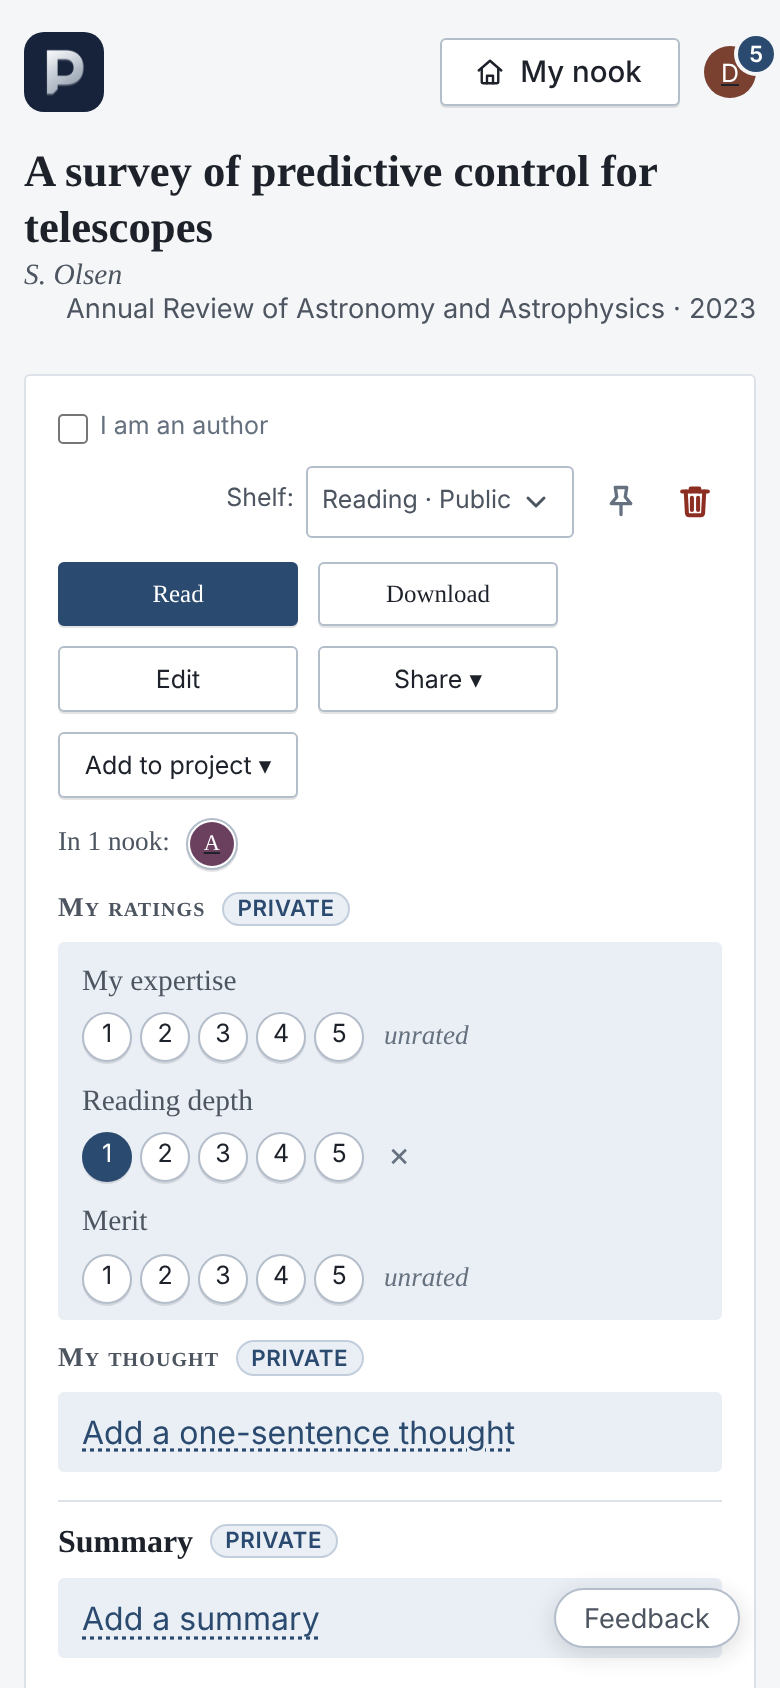 P
My nook
D
5
A survey of predictive control for
telescopes
S. Olsen
Annual Review of Astronomy and Astrophysics · 2023
I am an author
Shelf: Reading · Public
Read
Download
Edit
Share ▾
Add to project ▾
In 1 nook: A
My ratings PRIVATE
My expertise
1 2 3 4 5 unrated
Reading depth
1 2 3 4 5 ×
Merit
1 2 3 4 5 unrated
My thought PRIVATE
Add a one-sentence thought
Summary PRIVATE
Add a summary
Feedback